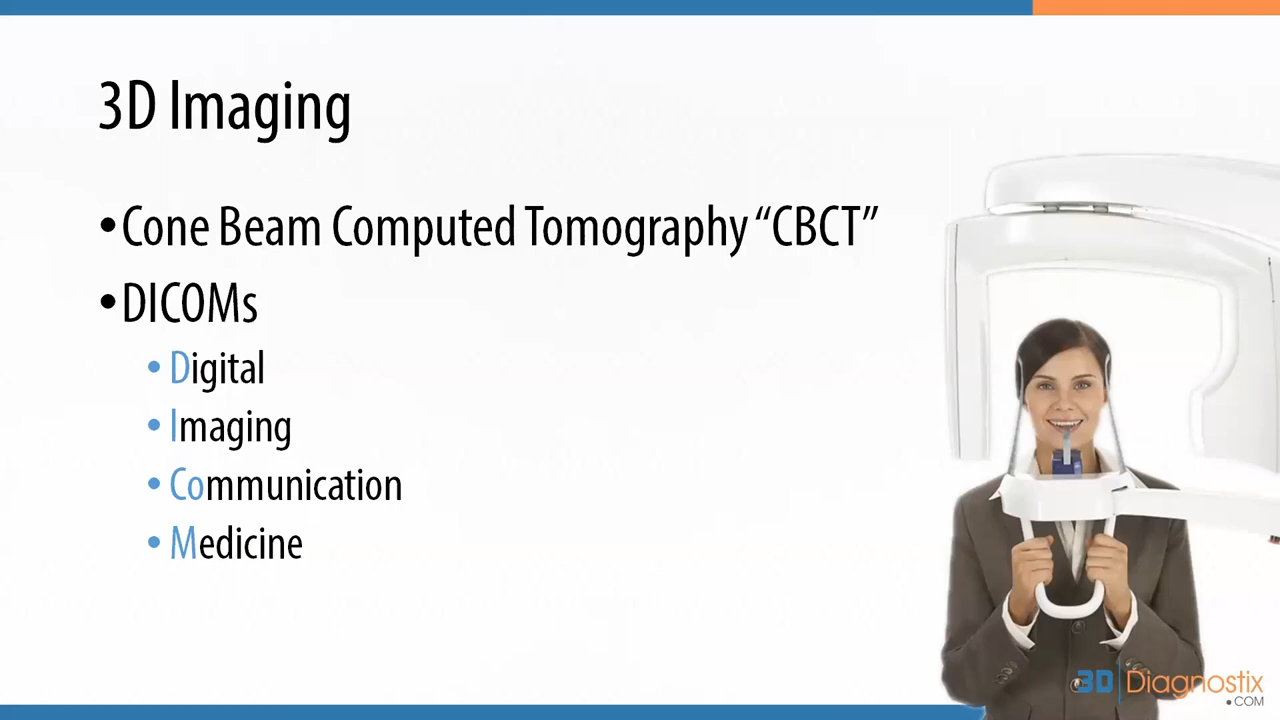 3D Imaging
•Cone Beam Computed Tomography “CBCT”
•DICOMs
• Digital
• Imaging
• Communication
• Medicine
3D Diagnostix
•COM